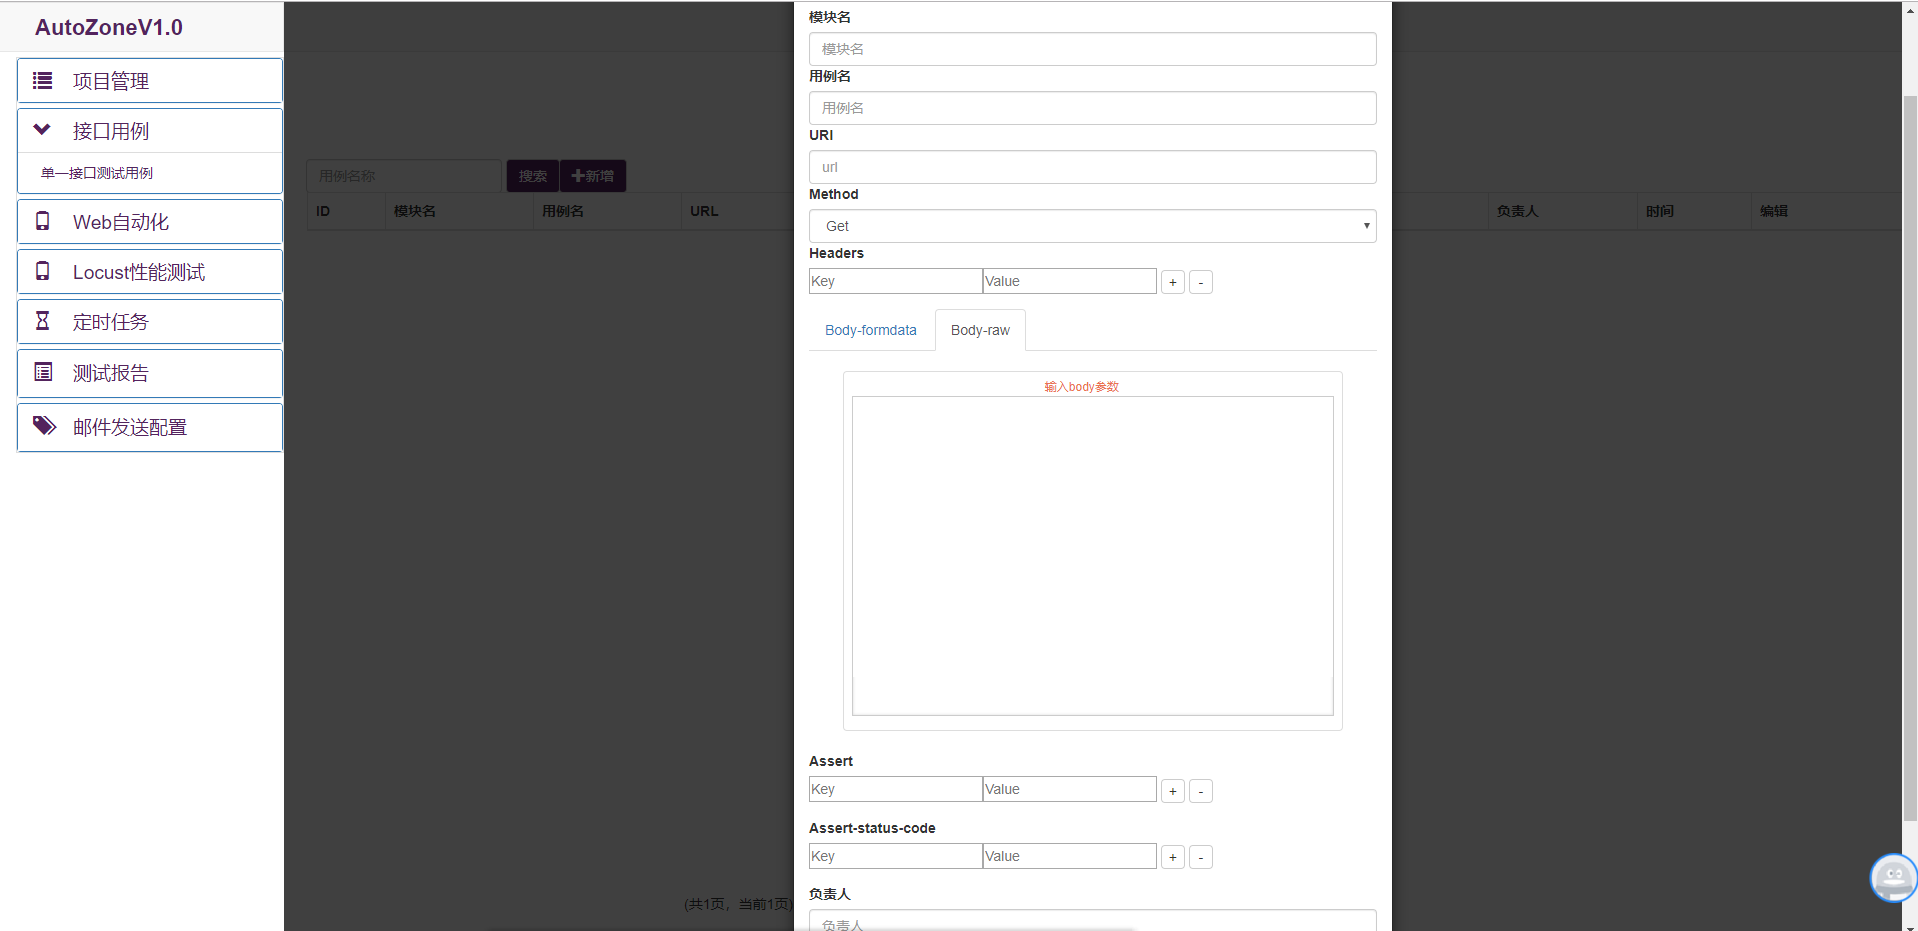 AutoZoneV1.0
项目管理
接口用例
单一接口测试用例
Web自动化
Locust性能测试
定时任务
测试报告
邮件发送配置
用例名称
搜索
新增
ID 模块名 用例名 URL 负责人 时间 编辑
(共1页，当前1页)
模块名
模块名
用例名
用例名
URl
url
Method
Get
Headers
Key Value + -
Body-formdata Body-raw
输入body参数
Assert
Key Value + -
Assert-status-code
Key Value + -
负责人
负责人